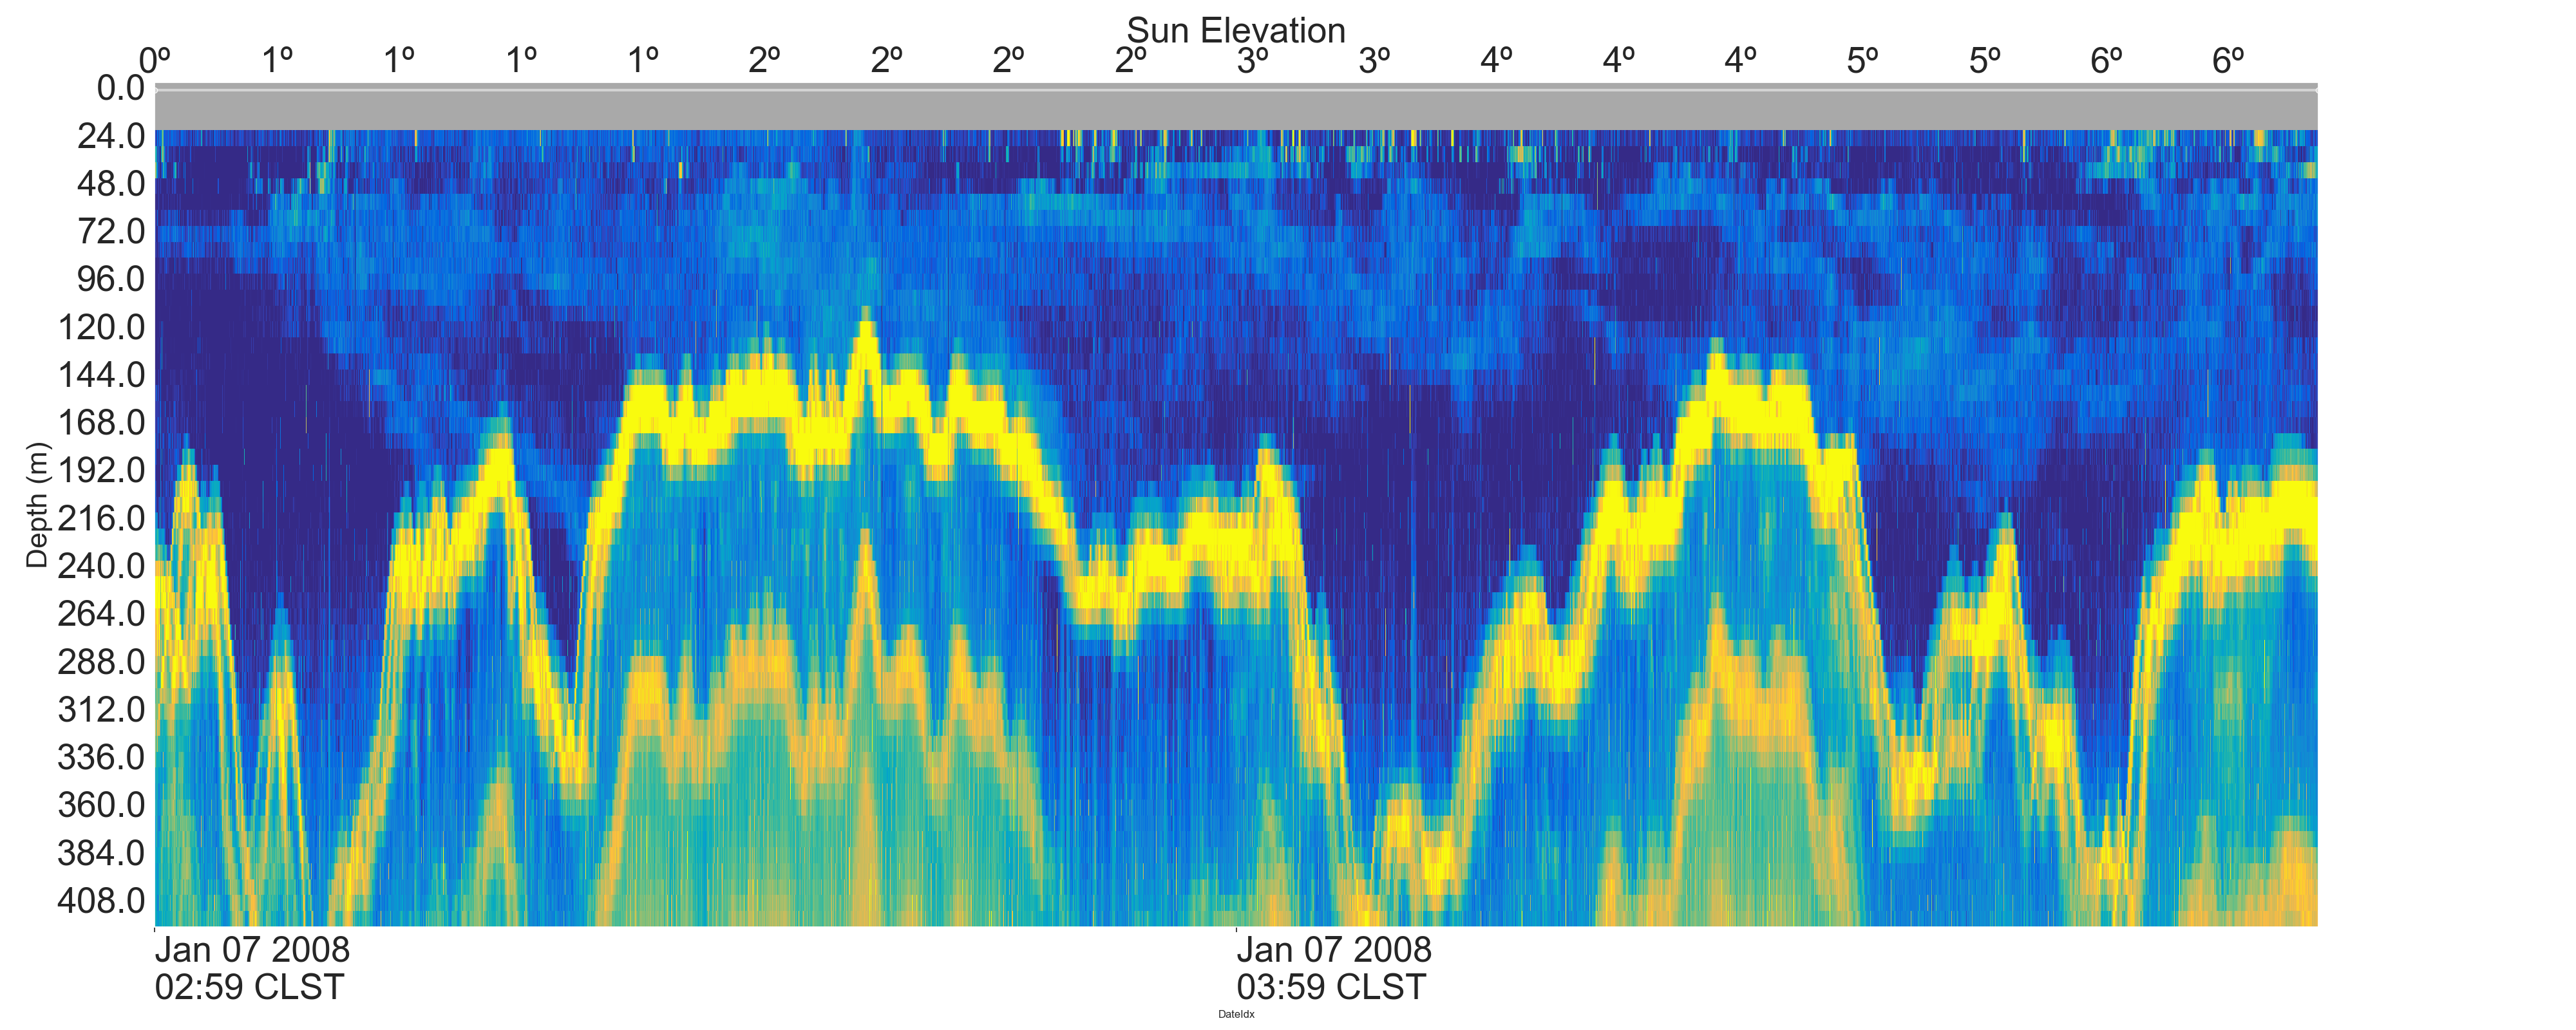 Sun Elevation
0º 1º 1º 1º 1º 2º 2º 2º 2º 3º 3º 4º 4º 4º 5º 5º 6º 6º
0.0
24.0
48.0
72.0
96.0
120.0
144.0
168.0
192.0
216.0
240.0
264.0
288.0
312.0
336.0
360.0
384.0
408.0
Depth (m)
Jan 07 2008
02:59 CLST
Jan 07 2008
03:59 CLST
DateIdx